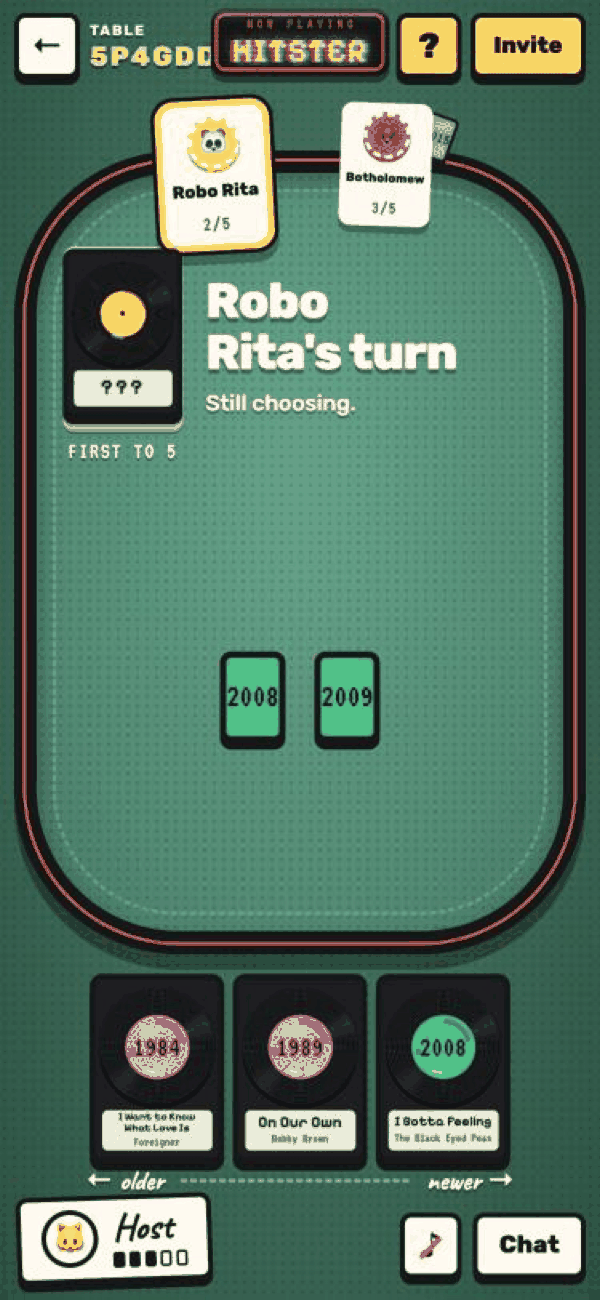 TABLE
5P4GDD
NOW PLAYING
HITSTER
?
Invite
Robo Rita
2/5
Botholomew
3/5
???
FIRST TO 5
Robo
Rita's turn
Still choosing.
2008
2009
1984
I Want to Know
What Love Is
Foreigner
1989
On Our Own
Bobby Brown
2008
I Gotta Feeling
The Black Eyed Peas
older
newer
Host
Chat